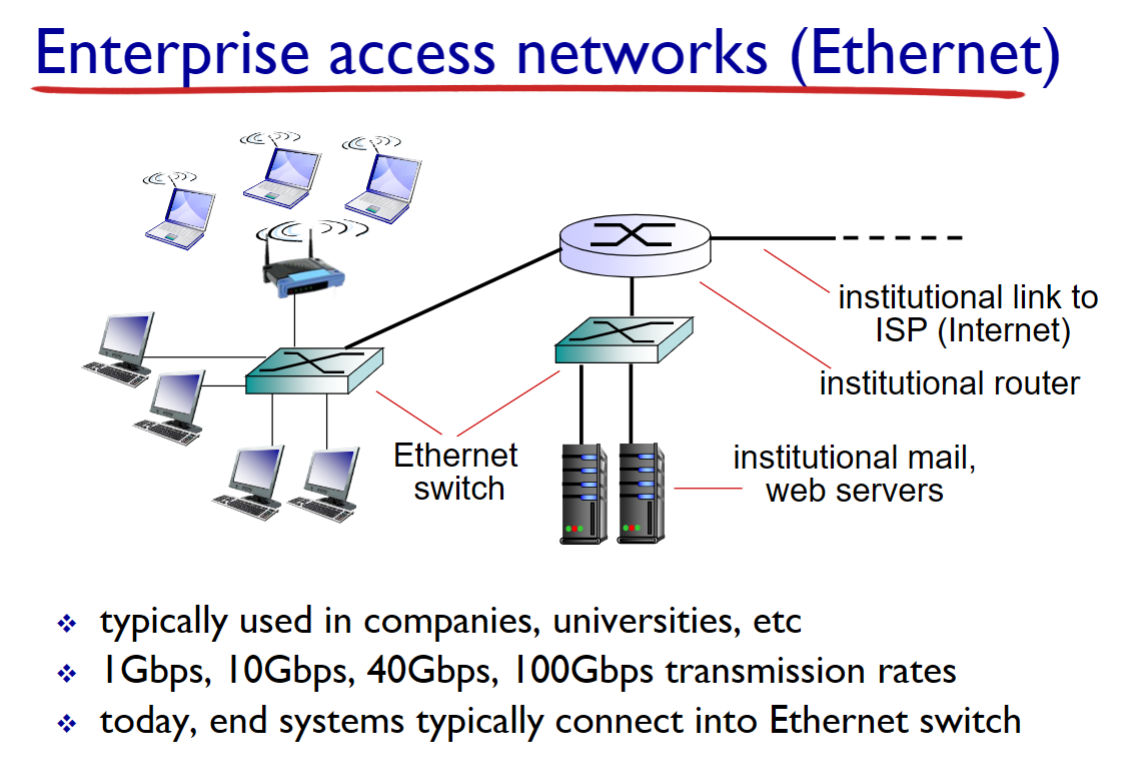 Enterprise access networks (Ethernet)
institutional link to
ISP (Internet)
institutional router
Ethernet
switch
institutional mail,
web servers
typically used in companies, universities, etc
1Gbps, 10Gbps, 40Gbps, 100Gbps transmission rates
today, end systems typically connect into Ethernet switch